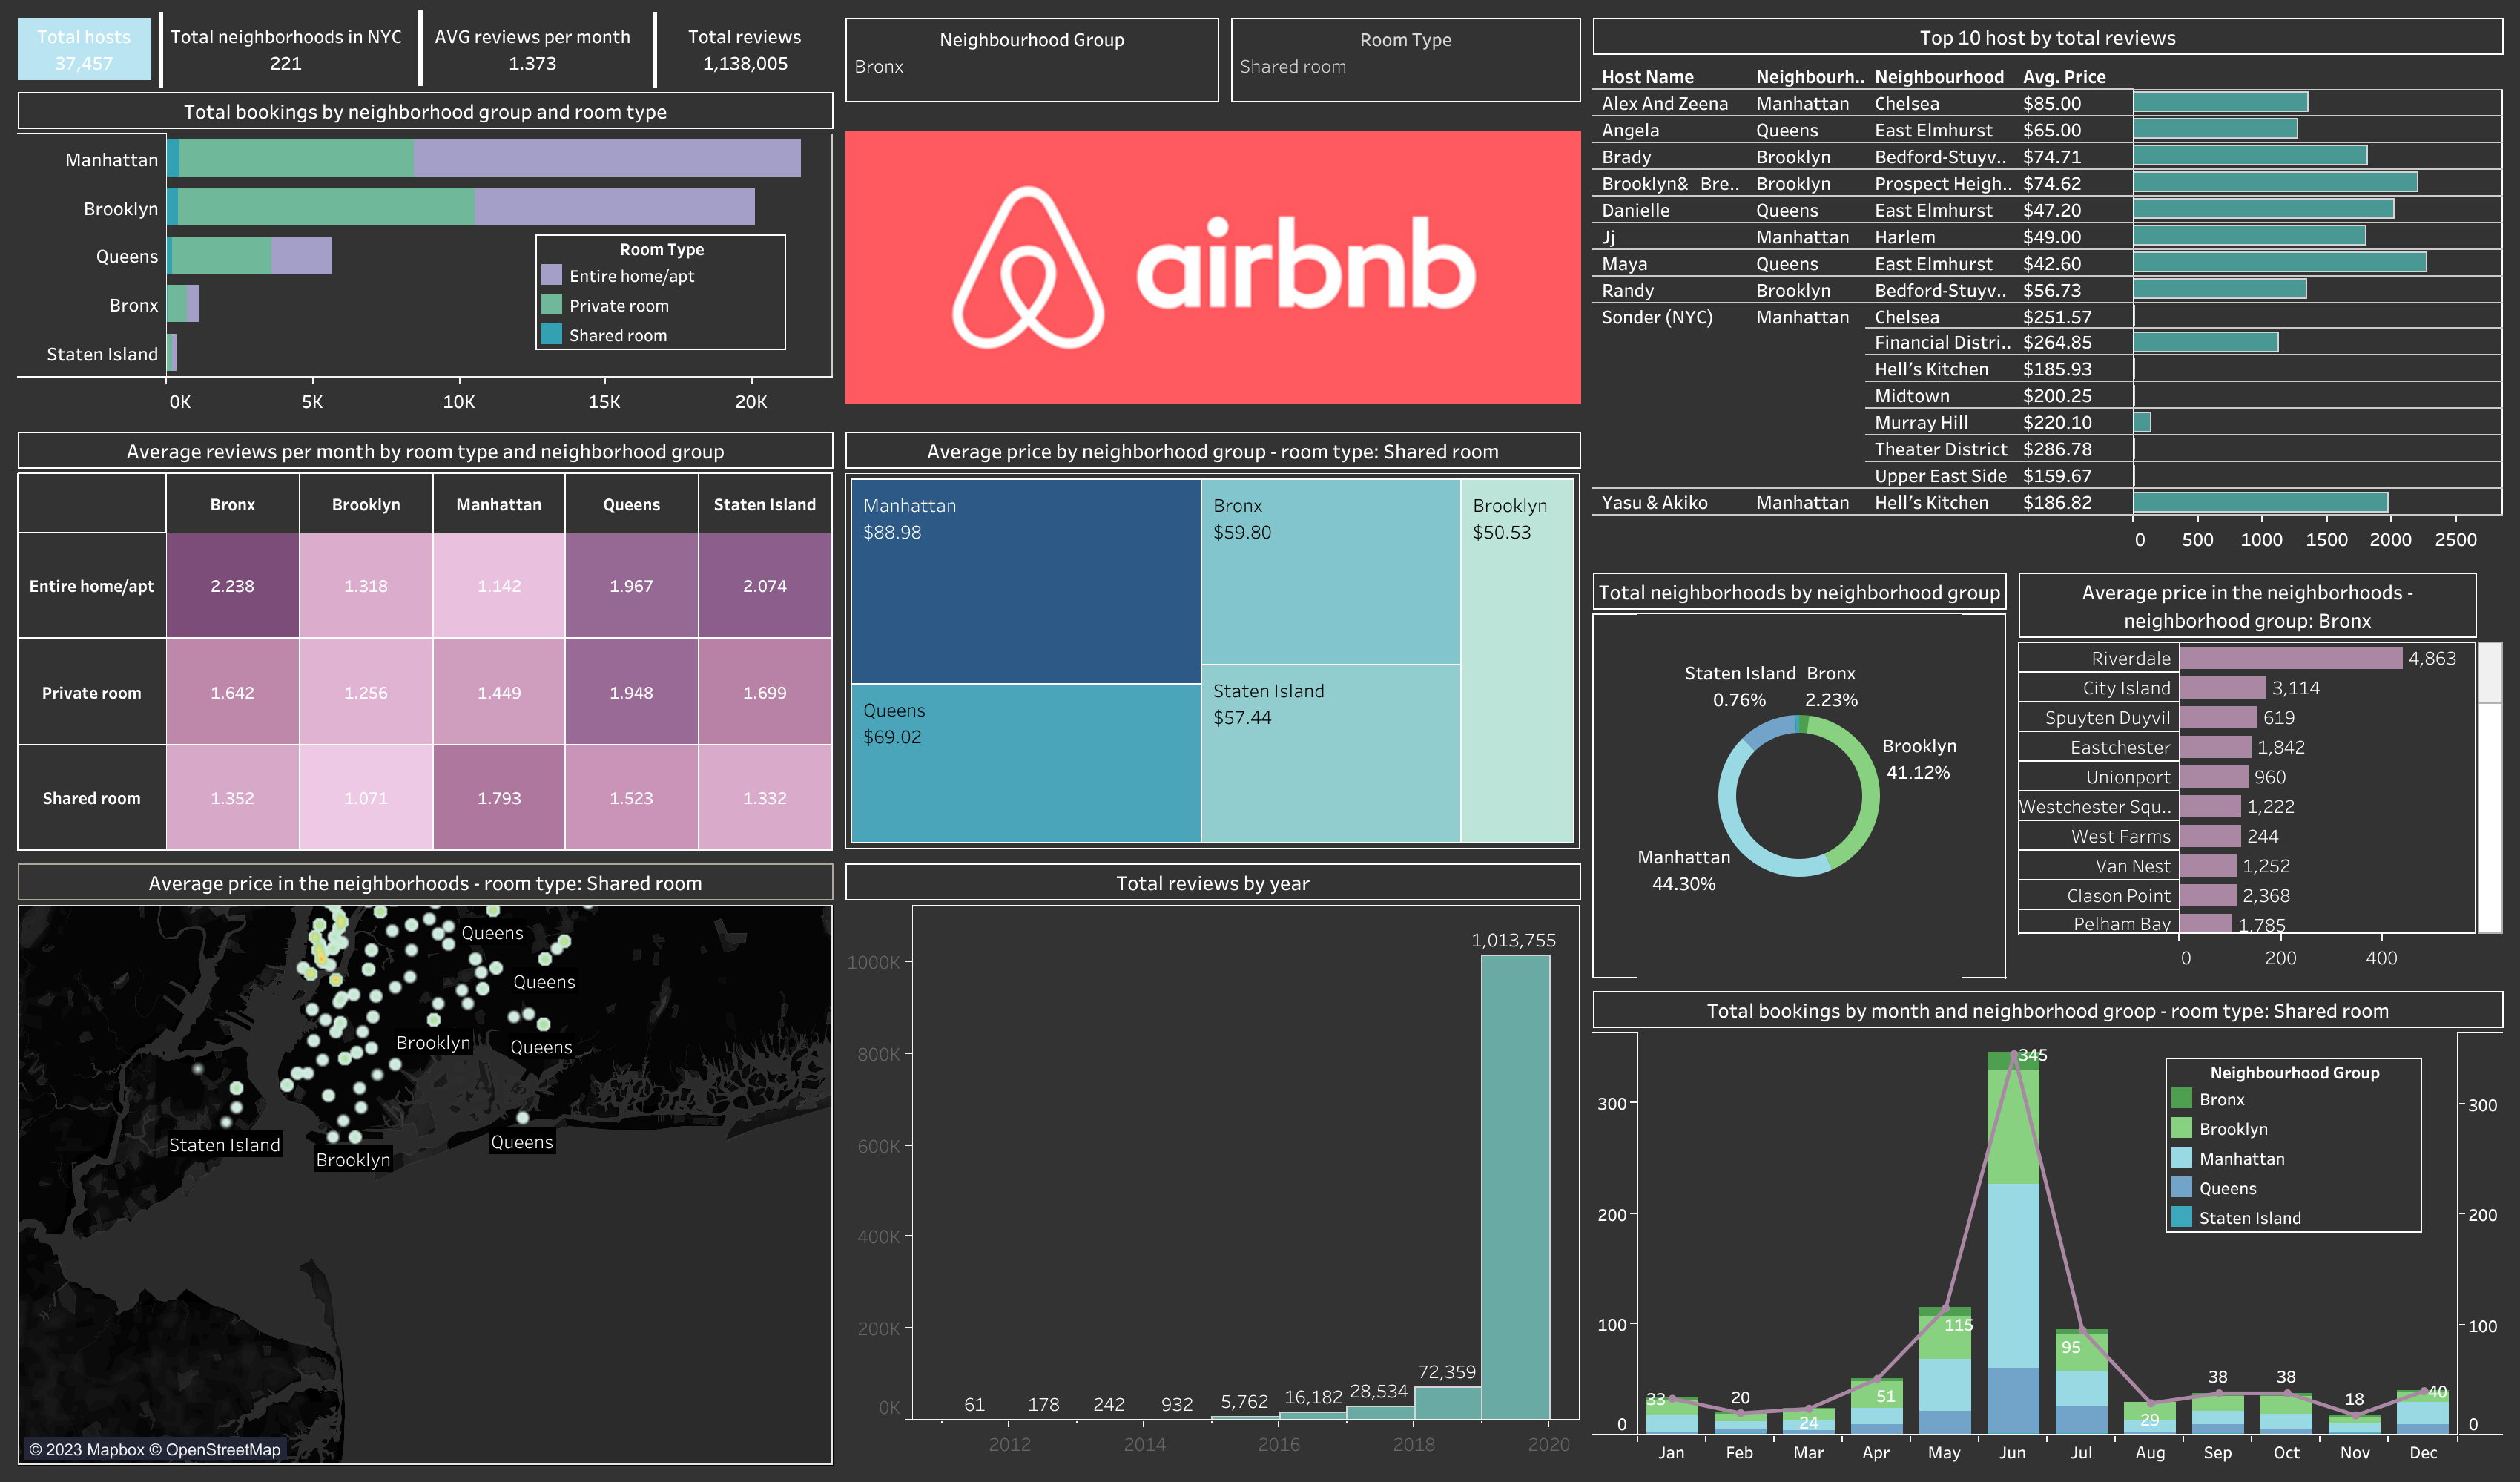 Total hosts
37,457
Total neighborhoods in NYC
221
AVG reviews per month
1.373
Total reviews
1,138,005
Neighbourhood Group
Bronx
Room Type
Shared room
Total bookings by neighborhood group and room type
Manhattan
Brooklyn
Queens
Bronx
Staten Island
0K 5K 10K 15K 20K
Room Type
Entire home/apt
Private room
Shared room
airbnb
Top 10 host by total reviews
Host Name Neighbourh.. Neighbourhood Avg. Price
Alex And Zeena Manhattan Chelsea $85.00
Angela Queens East Elmhurst $65.00
Brady Brooklyn Bedford-Stuyv.. $74.71
Brooklyn& Bre.. Brooklyn Prospect Heigh.. $74.62
Danielle Queens East Elmhurst $47.20
Jj Manhattan Harlem $49.00
Maya Queens East Elmhurst $42.60
Randy Brooklyn Bedford-Stuyv.. $56.73
Sonder (NYC) Manhattan Chelsea $251.57
Financial Distri.. $264.85
Hell's Kitchen $185.93
Midtown $200.25
Murray Hill $220.10
Theater District $286.78
Upper East Side $159.67
Yasu & Akiko Manhattan Hell's Kitchen $186.82
0 500 1000 1500 2000 2500
Average reviews per month by room type and neighborhood group
Bronx Brooklyn Manhattan Queens Staten Island
Entire home/apt 2.238 1.318 1.142 1.967 2.074
Private room 1.642 1.256 1.449 1.948 1.699
Shared room 1.352 1.071 1.793 1.523 1.332
Average price by neighborhood group - room type: Shared room
Manhattan
$88.98
Bronx
$59.80
Brooklyn
$50.53
Queens
$69.02
Staten Island
$57.44
Total neighborhoods by neighborhood group
Staten Island
0.76%
Bronx
2.23%
Brooklyn
41.12%
Manhattan
44.30%
Average price in the neighborhoods -
neighborhood group: Bronx
Riverdale 4,863
City Island 3,114
Spuyten Duyvil 619
Eastchester 1,842
Unionport 960
Westchester Squ.. 1,222
West Farms 244
Van Nest 1,252
Clason Point 2,368
Pelham Bay 1,785
0 200 400
Average price in the neighborhoods - room type: Shared room
Queens
Queens
Brooklyn
Queens
Staten Island
Brooklyn
Queens
© 2023 Mapbox © OpenStreetMap
Total reviews by year
1000K
800K
600K
400K
200K
0K
61 178 242 932 5,762 16,182 28,534 72,359 1,013,755
2012 2014 2016 2018 2020
Total bookings by month and neighborhood groop - room type: Shared room
300
200
100
0
33 20 24 51 115 345 95 29 38 38 18 40
300
200
100
0
Jan Feb Mar Apr May Jun Jul Aug Sep Oct Nov Dec
Neighbourhood Group
Bronx
Brooklyn
Manhattan
Queens
Staten Island